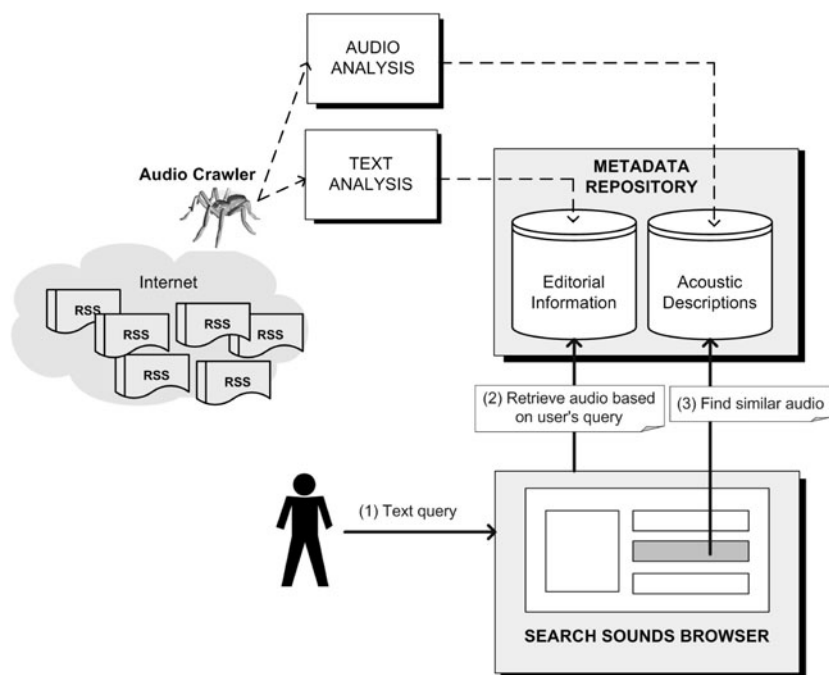 AUDIO
ANALYSIS
TEXT
ANALYSIS
Audio Crawler
METADATA
REPOSITORY
Editorial
Information
Acoustic
Descriptions
Internet
RSS
RSS
RSS
RSS
RSS
RSS
(2) Retrieve audio based
on user's query
(3) Find similar audio
(1) Text query
SEARCH SOUNDS BROWSER